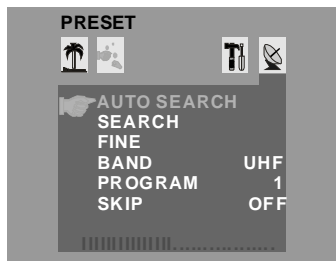 PRESET
AUTO SEARCH
SEARCH
FINE
BAND UHF
PROGRAM 1
SKIP OFF